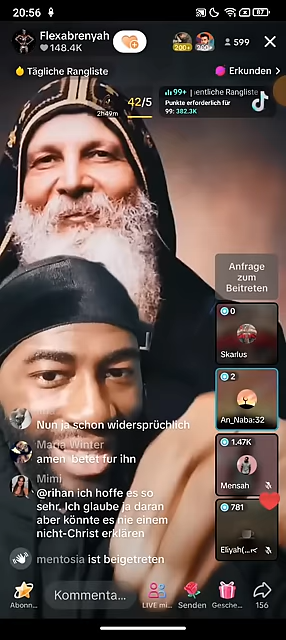 20:56
87
Flexabrenyah
148.4K
200+
200+
599
Tägliche Rangliste
Erkunden
42/5
2h49m
99+ | entliche Rangliste
Punkte erforderlich für
99: 382.3K
Anfrage
zum
Beitreten
0
Skarlus
2
An_Naba:32
1.47K
Mensah
781
Eliyah(...
Nun ja schon widersprüchlich
Maria Winter
amen betet für ihn
Mimi
@rihan ich hoffe es so
sehr. Ich glaube ja daran
aber könnte es nie einem
nicht-Christ erklären
mentosia ist beigetreten
Abonn...
Kommenta...
LIVE mi...
Senden
Gesche...
156